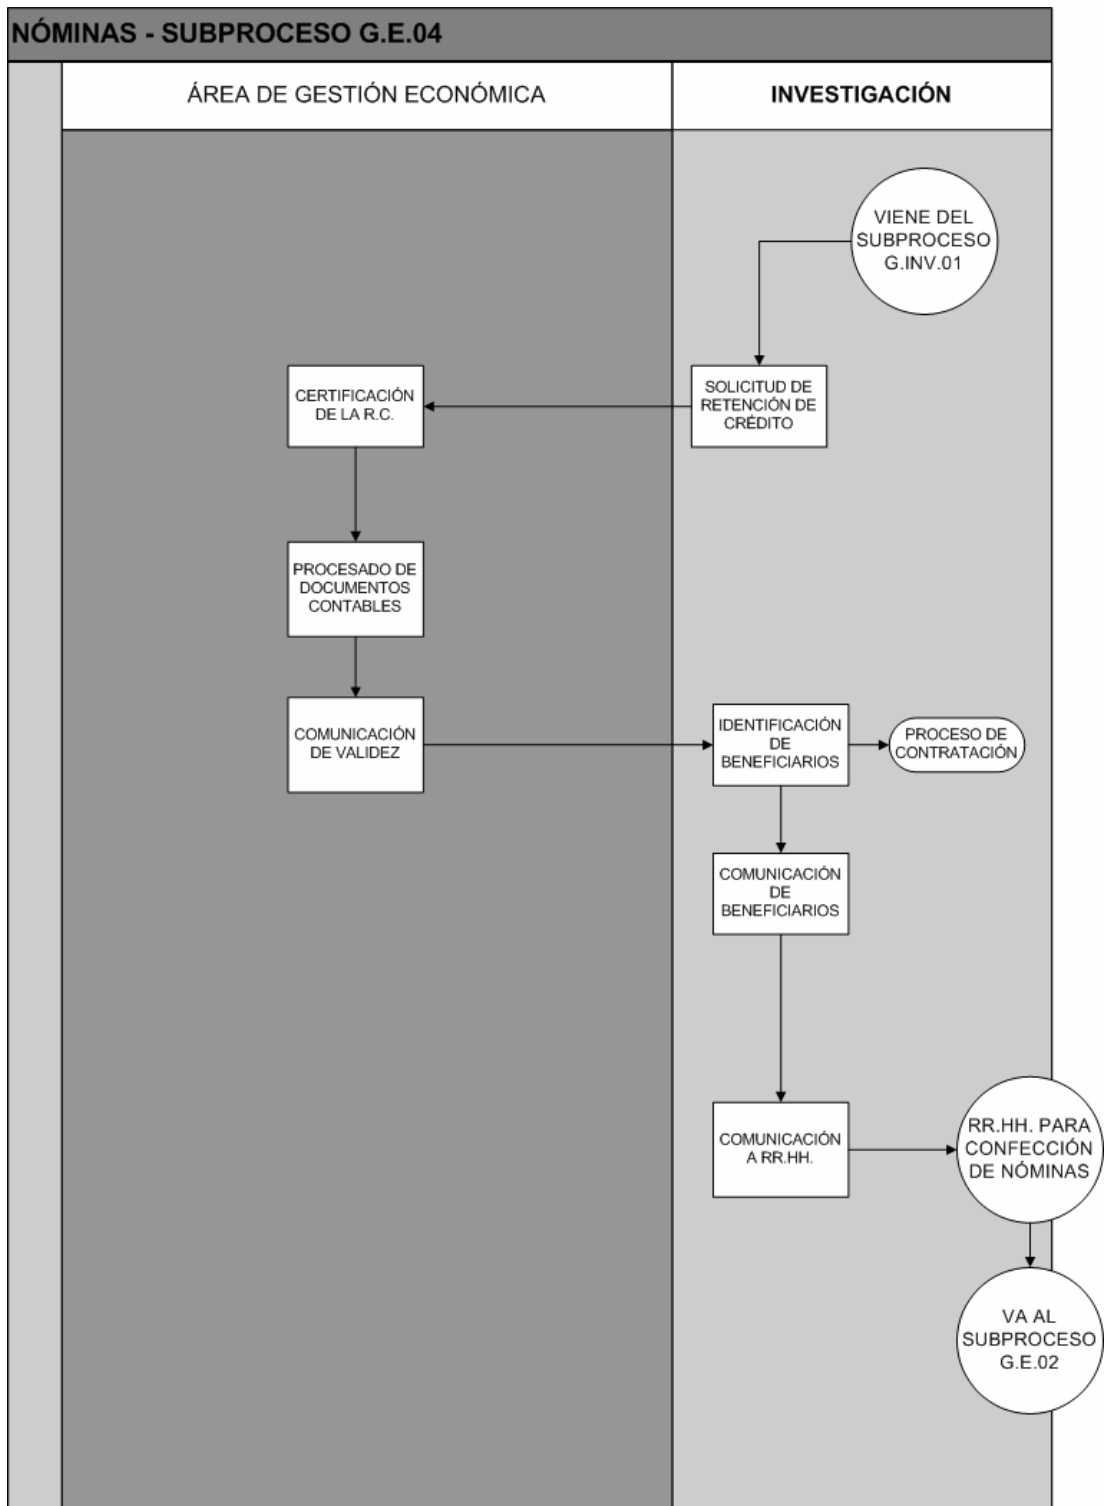 NÓMINAS - SUBPROCESO G.E.04
ÁREA DE GESTIÓN ECONÓMICA
INVESTIGACIÓN
VIENE DEL
SUBPROCESO
G.INV.01
SOLICITUD DE
RETENCIÓN DE
CRÉDITO
CERTIFICACIÓN
DE LA R.C.
PROCESADO DE
DOCUMENTOS
CONTABLES
COMUNICACIÓN
DE VALIDEZ
IDENTIFICACIÓN
DE
BENEFICIARIOS
PROCESO DE
CONTRATACIÓN
COMUNICACIÓN
DE
BENEFICIARIOS
COMUNICACIÓN
A RR.HH.
RR.HH. PARA
CONFECCIÓN
DE NÓMINAS
VA AL
SUBPROCESO
G.E.02